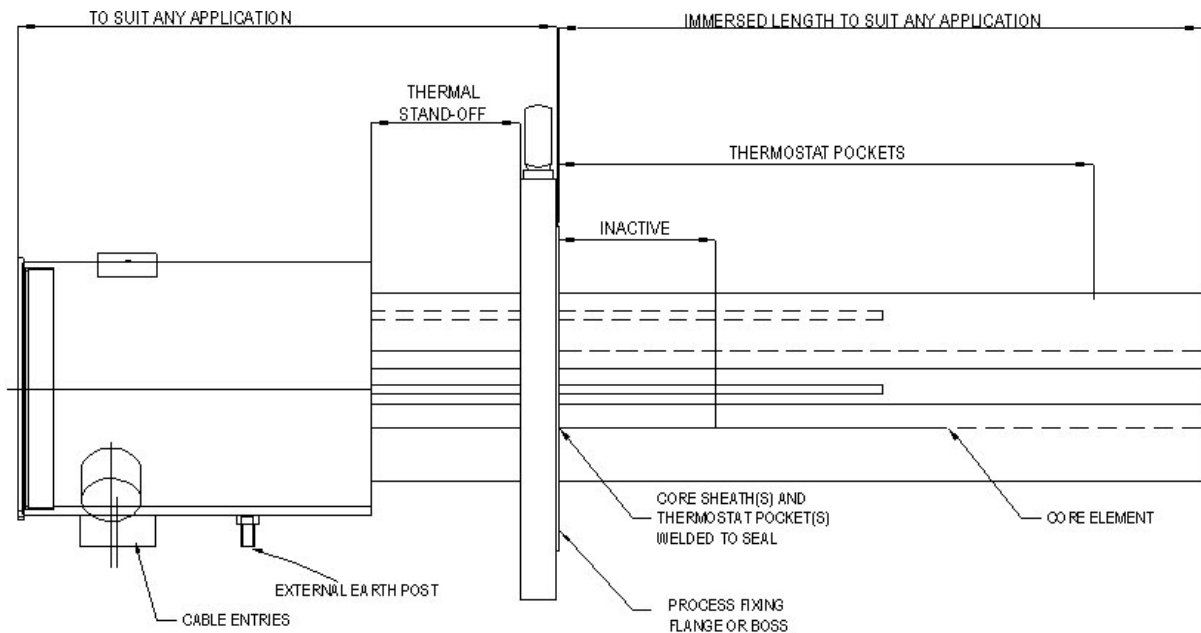 TO SUIT ANY APPLICATION
IMMERSED LENGTH TO SUIT ANY APPLICATION
THERMAL
STAND-OFF
THERMOSTAT POCKETS
INACTIVE
CORE SHEATH(S) AND
THERMOSTAT POCKET(S)
WELDED TO SEAL
CORE ELEMENT
EXTERNAL EARTH POST
CABLE ENTRIES
PROCESS FIXING
FLANGE OR BOSS